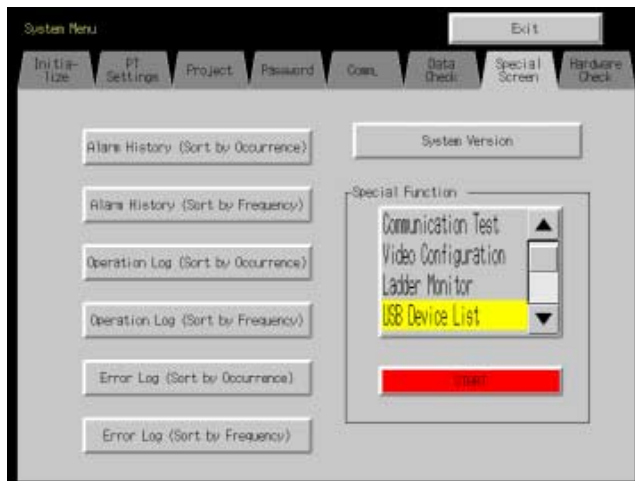 System Menu
Exit
Initia-
lize
PT
Settings
Project
Password
Comm.
Data
Check
Special
Screen
Hardware
Check
Alarm History (Sort by Occurrence)
System Version
Alarm History (Sort by Frequency)
Special Function
Communication Test
Video Configuration
Ladder Monitor
USB Device List
Operation Log (Sort by Occurrence)
Operation Log (Sort by Frequency)
START
Error Log (Sort by Occurrence)
Error Log (Sort by Frequency)